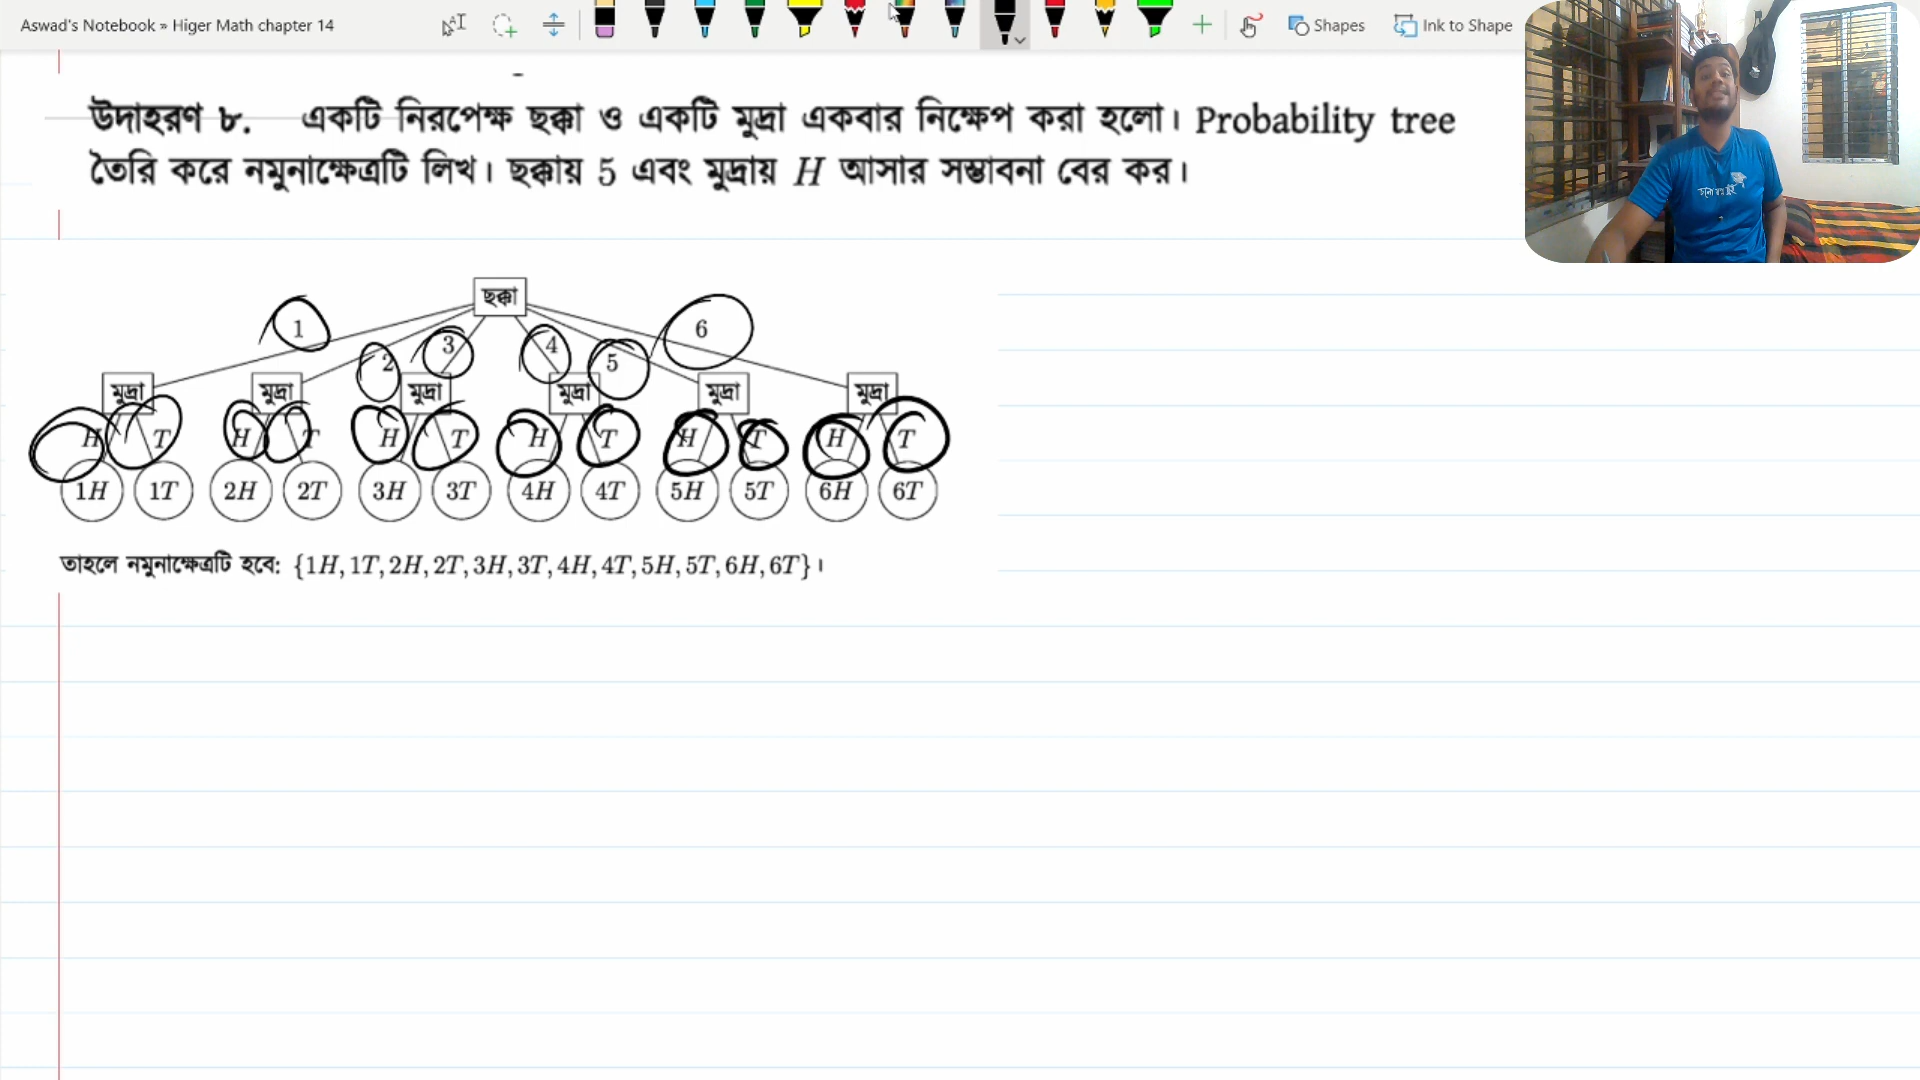 Aswad's Notebook » Higer Math chapter 14
Shapes
Ink to Shape
উদাহরণ ৮. একটি নিরপেক্ষ ছক্কা ও একটি মুদ্রা একবার নিক্ষেপ করা হলো। Probability tree
তৈরি করে নমুনাক্ষেত্রটি লিখ। ছক্কায় 5 এবং মুদ্রায় H আসার সম্ভাবনা বের কর।
ছক্কা
1 2 3 4 5 6
মুদ্রা মুদ্রা মুদ্রা মুদ্রা মুদ্রা মুদ্রা
H T H T H T H T H T H T
1H 1T 2H 2T 3H 3T 4H 4T 5H 5T 6H 6T
তাহলে নমুনাক্ষেত্রটি হবে: {1H, 1T, 2H, 2T, 3H, 3T, 4H, 4T, 5H, 5T, 6H, 6T}।